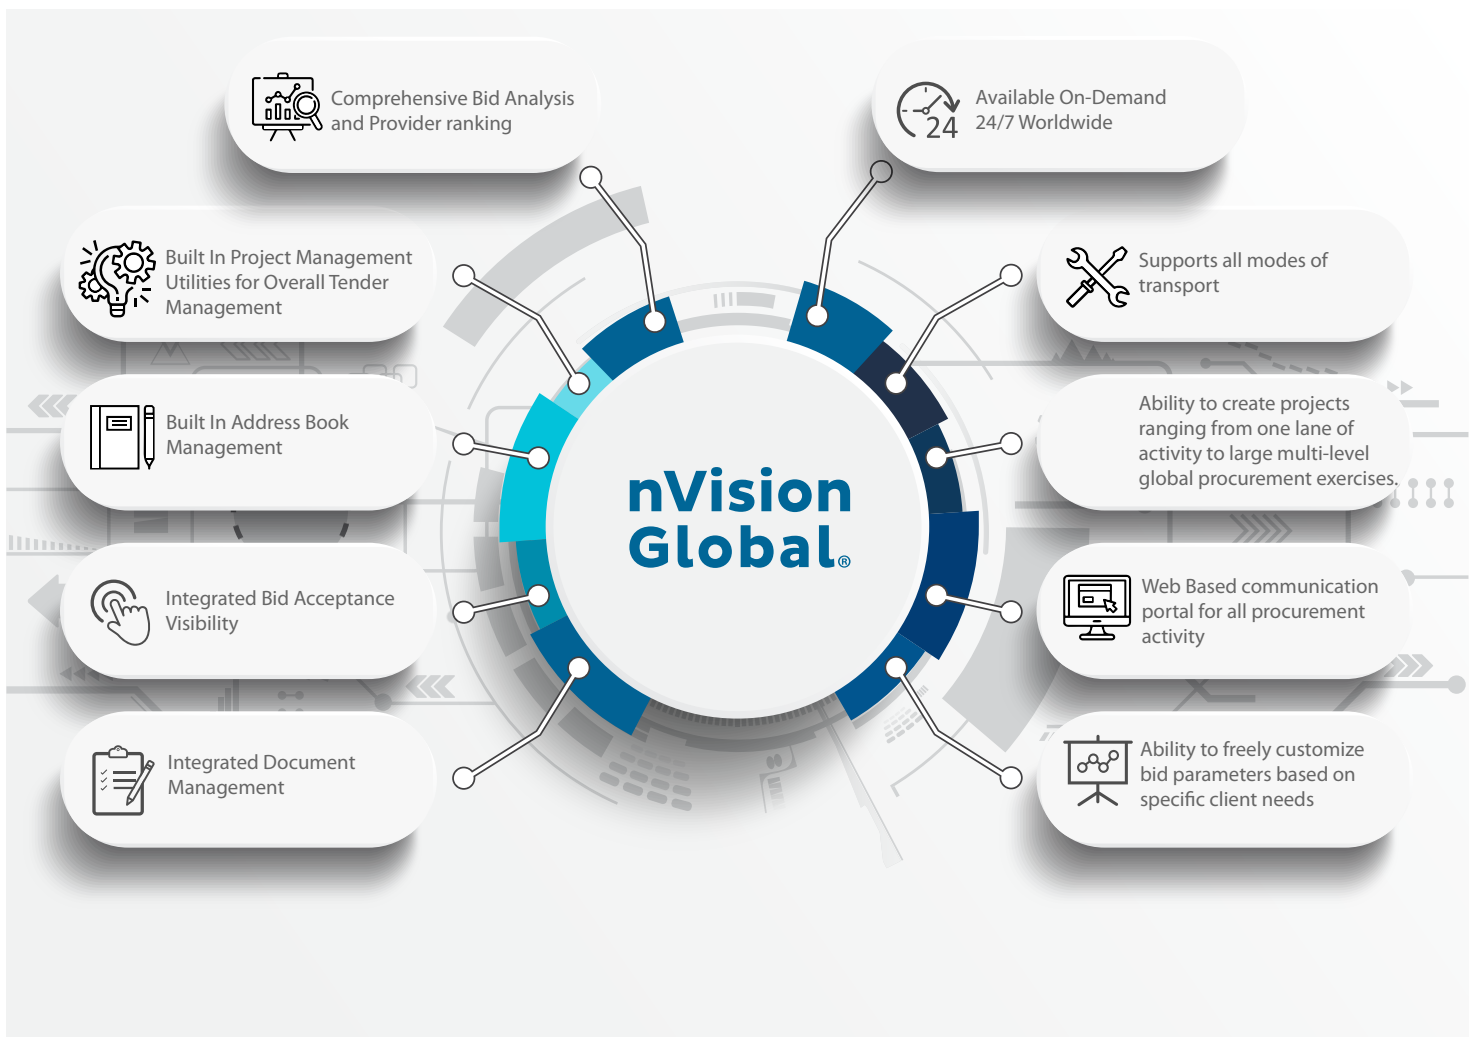 Comprehensive Bid Analysis
and Provider ranking
Built In Project Management
Utilities for Overall Tender
Management
Built In Address Book
Management
Integrated Bid Acceptance
Visibility
Integrated Document
Management
nVision
Global®
24
Available On-Demand
24/7 Worldwide
Supports all modes of
transport
Ability to create projects
ranging from one lane of
activity to large multi-level
global procurement exercises.
Web Based communication
portal for all procurement
activity
Ability to freely customize
bid parameters based on
specific client needs